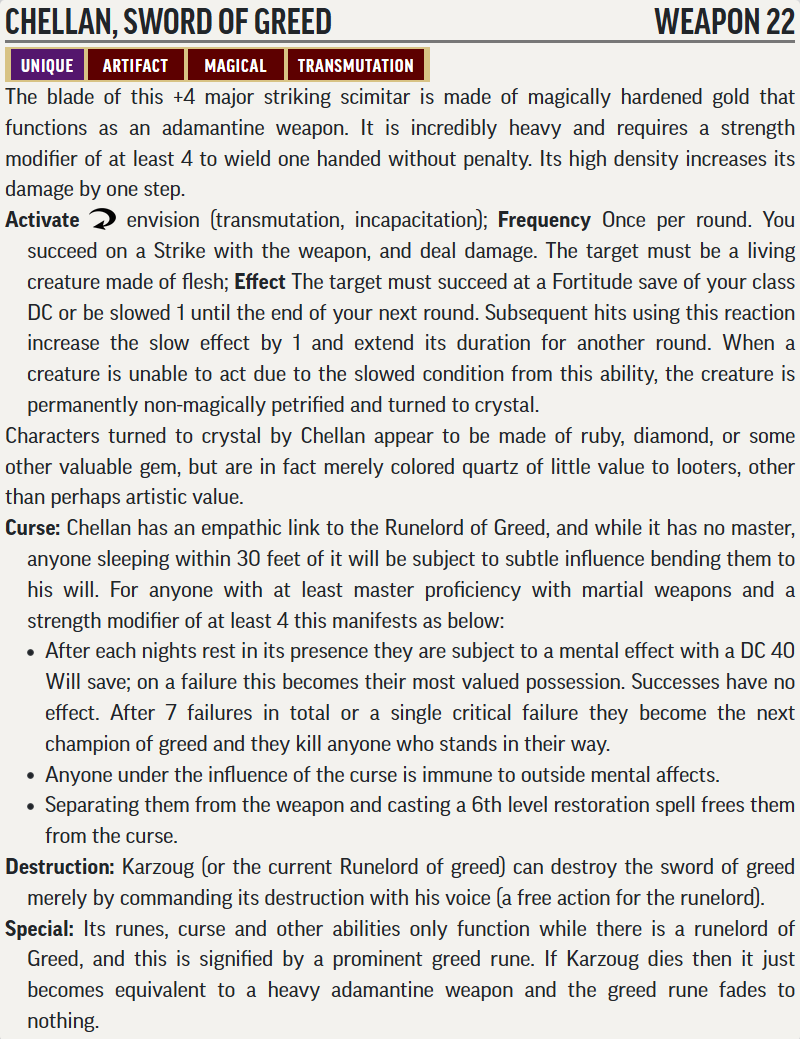 CHELLAN, SWORD OF GREED WEAPON 22
UNIQUE ARTIFACT MAGICAL TRANSMUTATION
The blade of this +4 major striking scimitar is made of magically hardened gold that
functions as an adamantine weapon. It is incredibly heavy and requires a strength
modifier of at least 4 to wield one handed without penalty. Its high density increases its
damage by one step.
Activate envision (transmutation, incapacitation); Frequency Once per round. You
succeed on a Strike with the weapon, and deal damage. The target must be a living
creature made of flesh; Effect The target must succeed at a Fortitude save of your class
DC or be slowed 1 until the end of your next round. Subsequent hits using this reaction
increase the slow effect by 1 and extend its duration for another round. When a
creature is unable to act due to the slowed condition from this ability, the creature is
permanently non-magically petrified and turned to crystal.
Characters turned to crystal by Chellan appear to be made of ruby, diamond, or some
other valuable gem, but are in fact merely colored quartz of little value to looters, other
than perhaps artistic value.
Curse: Chellan has an empathic link to the Runelord of Greed, and while it has no master,
anyone sleeping within 30 feet of it will be subject to subtle influence bending them to
his will. For anyone with at least master proficiency with martial weapons and a
strength modifier of at least 4 this manifests as below:
• After each nights rest in its presence they are subject to a mental effect with a DC 40
Will save; on a failure this becomes their most valued possession. Successes have no
effect. After 7 failures in total or a single critical failure they become the next
champion of greed and they kill anyone who stands in their way.
• Anyone under the influence of the curse is immune to outside mental affects.
• Separating them from the weapon and casting a 6th level restoration spell frees them
from the curse.
Destruction: Karzoug (or the current Runelord of greed) can destroy the sword of greed
merely by commanding its destruction with his voice (a free action for the runelord).
Special: Its runes, curse and other abilities only function while there is a runelord of
Greed, and this is signified by a prominent greed rune. If Karzoug dies then it just
becomes equivalent to a heavy adamantine weapon and the greed rune fades to
nothing.